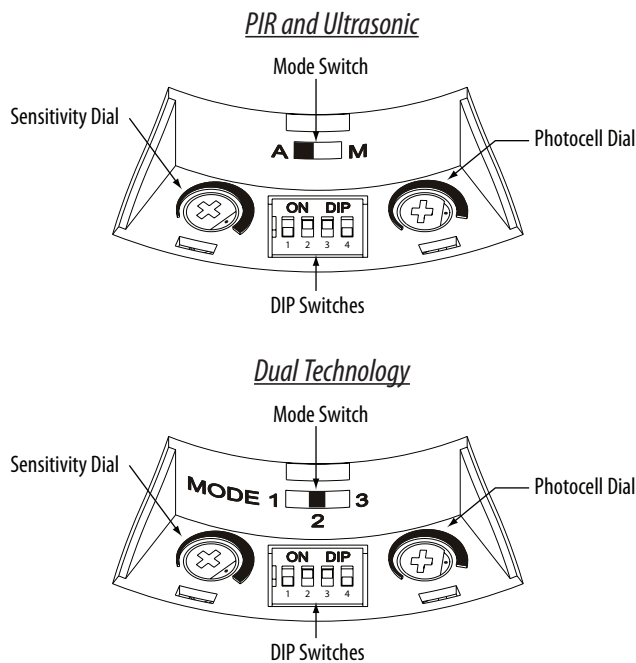 PIR and Ultrasonic
Mode Switch
Sensitivity Dial
Photocell Dial
A M
ON DIP
1 2 3 4
DIP Switches
Dual Technology
Mode Switch
Sensitivity Dial
Photocell Dial
MODE 1 3
2
ON DIP
1 2 3 4
DIP Switches